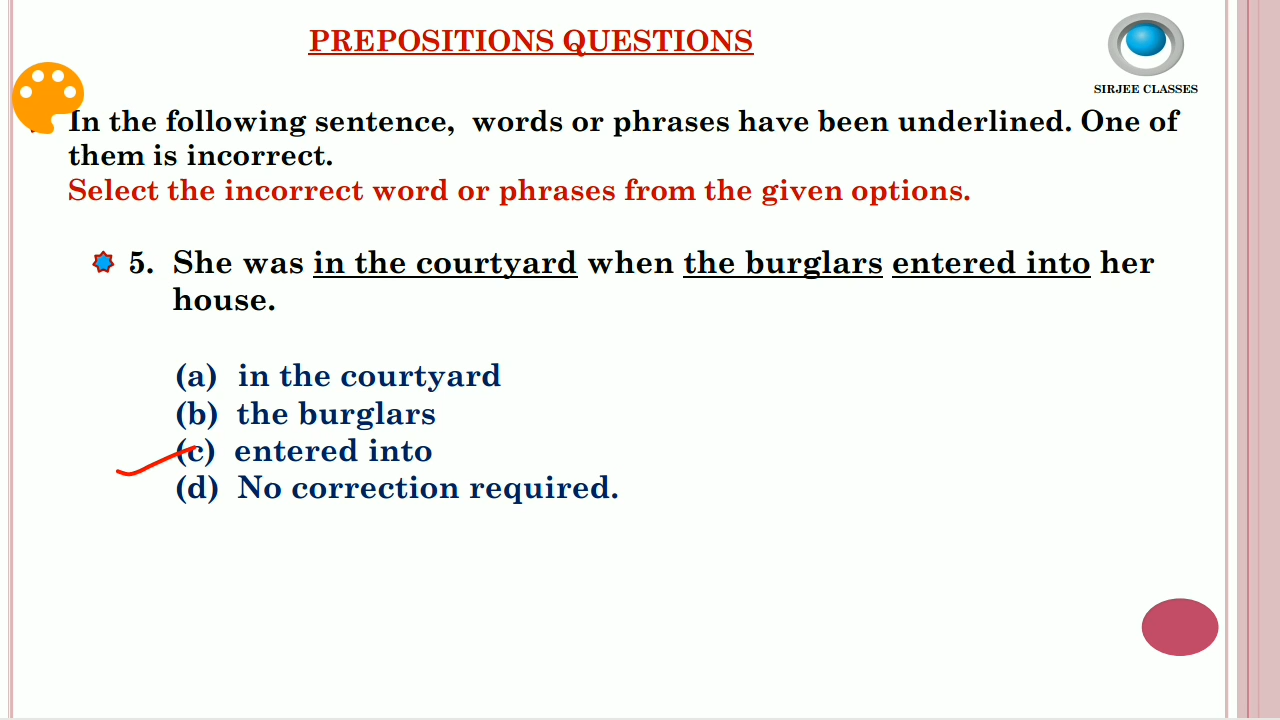 PREPOSITIONS QUESTIONS
SIRJEE CLASSES
In the following sentence, words or phrases have been underlined. One of
them is incorrect.
Select the incorrect word or phrases from the given options.
5. She was in the courtyard when the burglars entered into her
house.
(a) in the courtyard
(b) the burglars
(c) entered into
(d) No correction required.